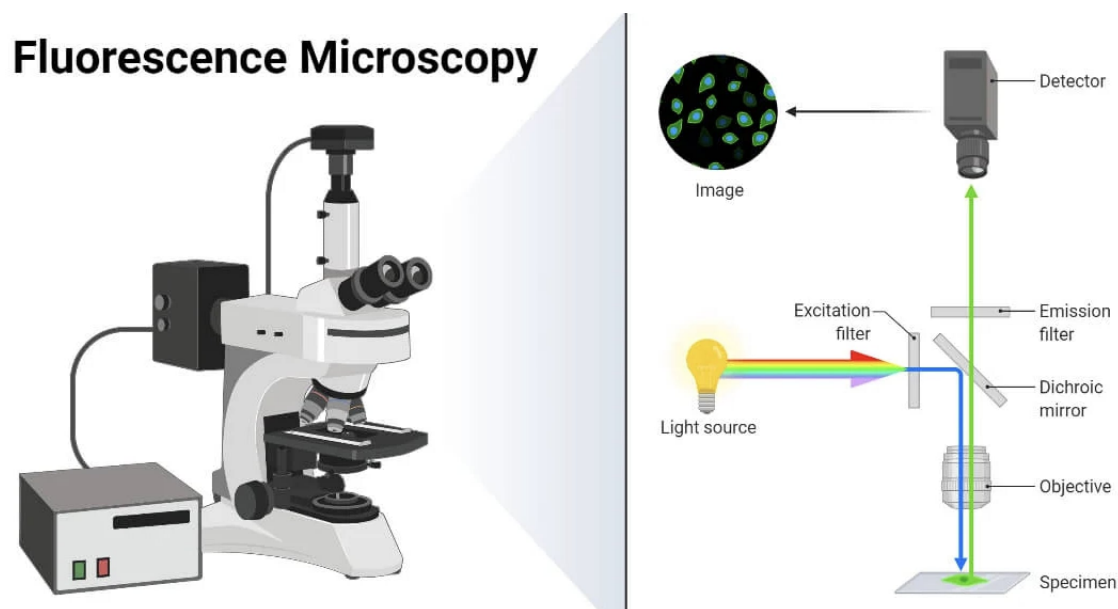 Fluorescence Microscopy
Detector
Image
Excitation
filter
Emission
filter
Dichroic
mirror
Light source
Objective
Specimen